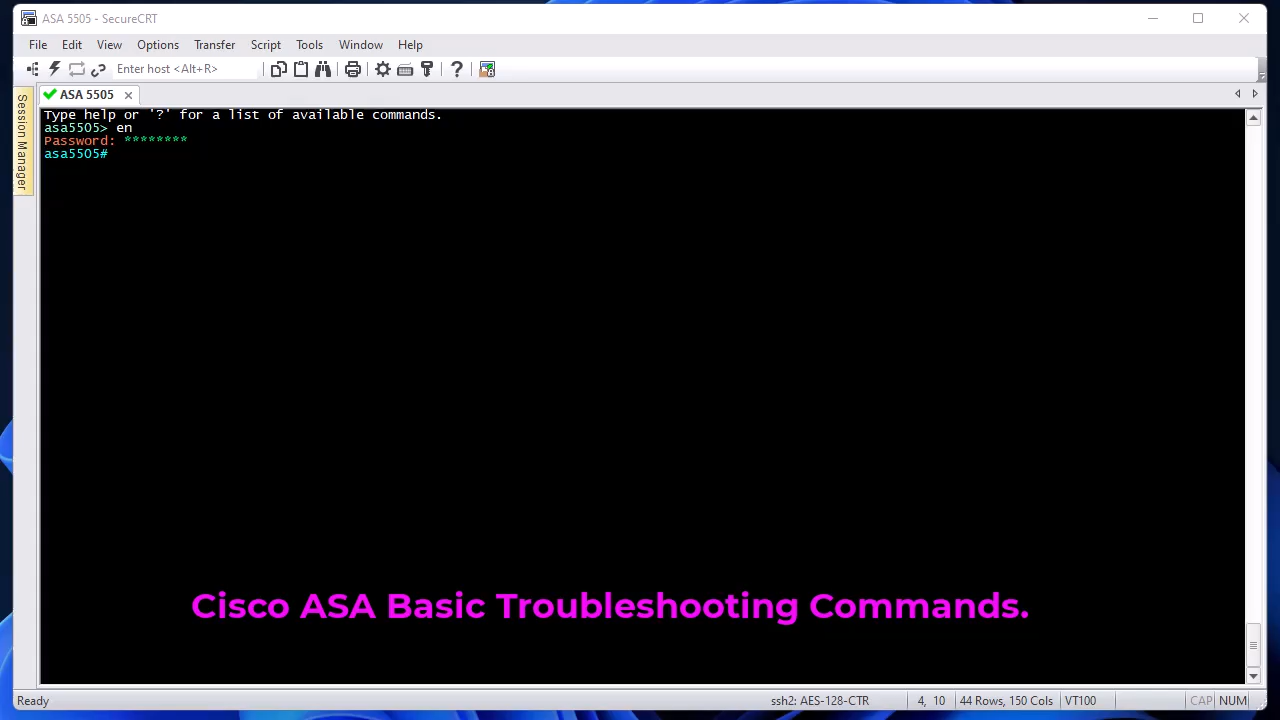 ASA 5505 - SecureCRT
File Edit View Options Transfer Script Tools Window Help
Enter host <Alt+R>
Session Manager
ASA 5505
Type help or '?' for a list of available commands.
asa5505> en
Password: ********
asa5505#
Cisco ASA Basic Troubleshooting Commands.
Ready ssh2: AES-128-CTR 4, 10 44 Rows, 150 Cols VT100 CAP NUM